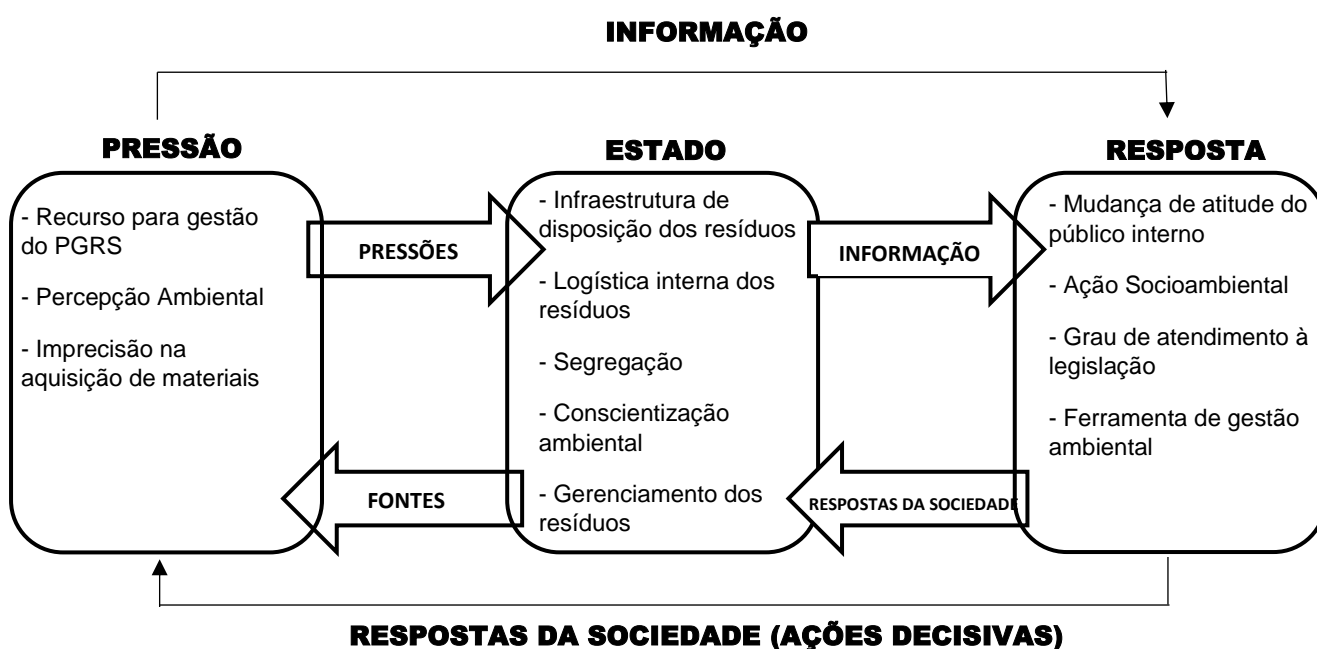 INFORMAÇÃO
PRESSÃO
- Recurso para gestão
do PGRS
- Percepção Ambiental
- Imprecisão na
aquisição de materiais
PRESSÕES
FONTES
ESTADO
- Infraestrutura de
disposição dos resíduos
- Logística interna dos
resíduos
- Segregação
- Conscientização
ambiental
- Gerenciamento dos
resíduos
INFORMAÇÃO
RESPOSTAS DA SOCIEDADE
RESPOSTA
- Mudança de atitude do
público interno
- Ação Socioambiental
- Grau de atendimento à
legislação
- Ferramenta de gestão
ambiental
RESPOSTAS DA SOCIEDADE (AÇÕES DECISIVAS)